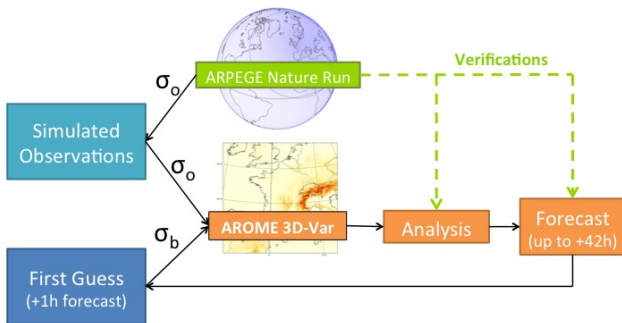 ARPEGE Nature Run
Verifications
σo
Simulated
Observations
σo
AROME 3D-Var
Analysis
Forecast
(up to +42h)
σb
First Guess
(+1h forecast)